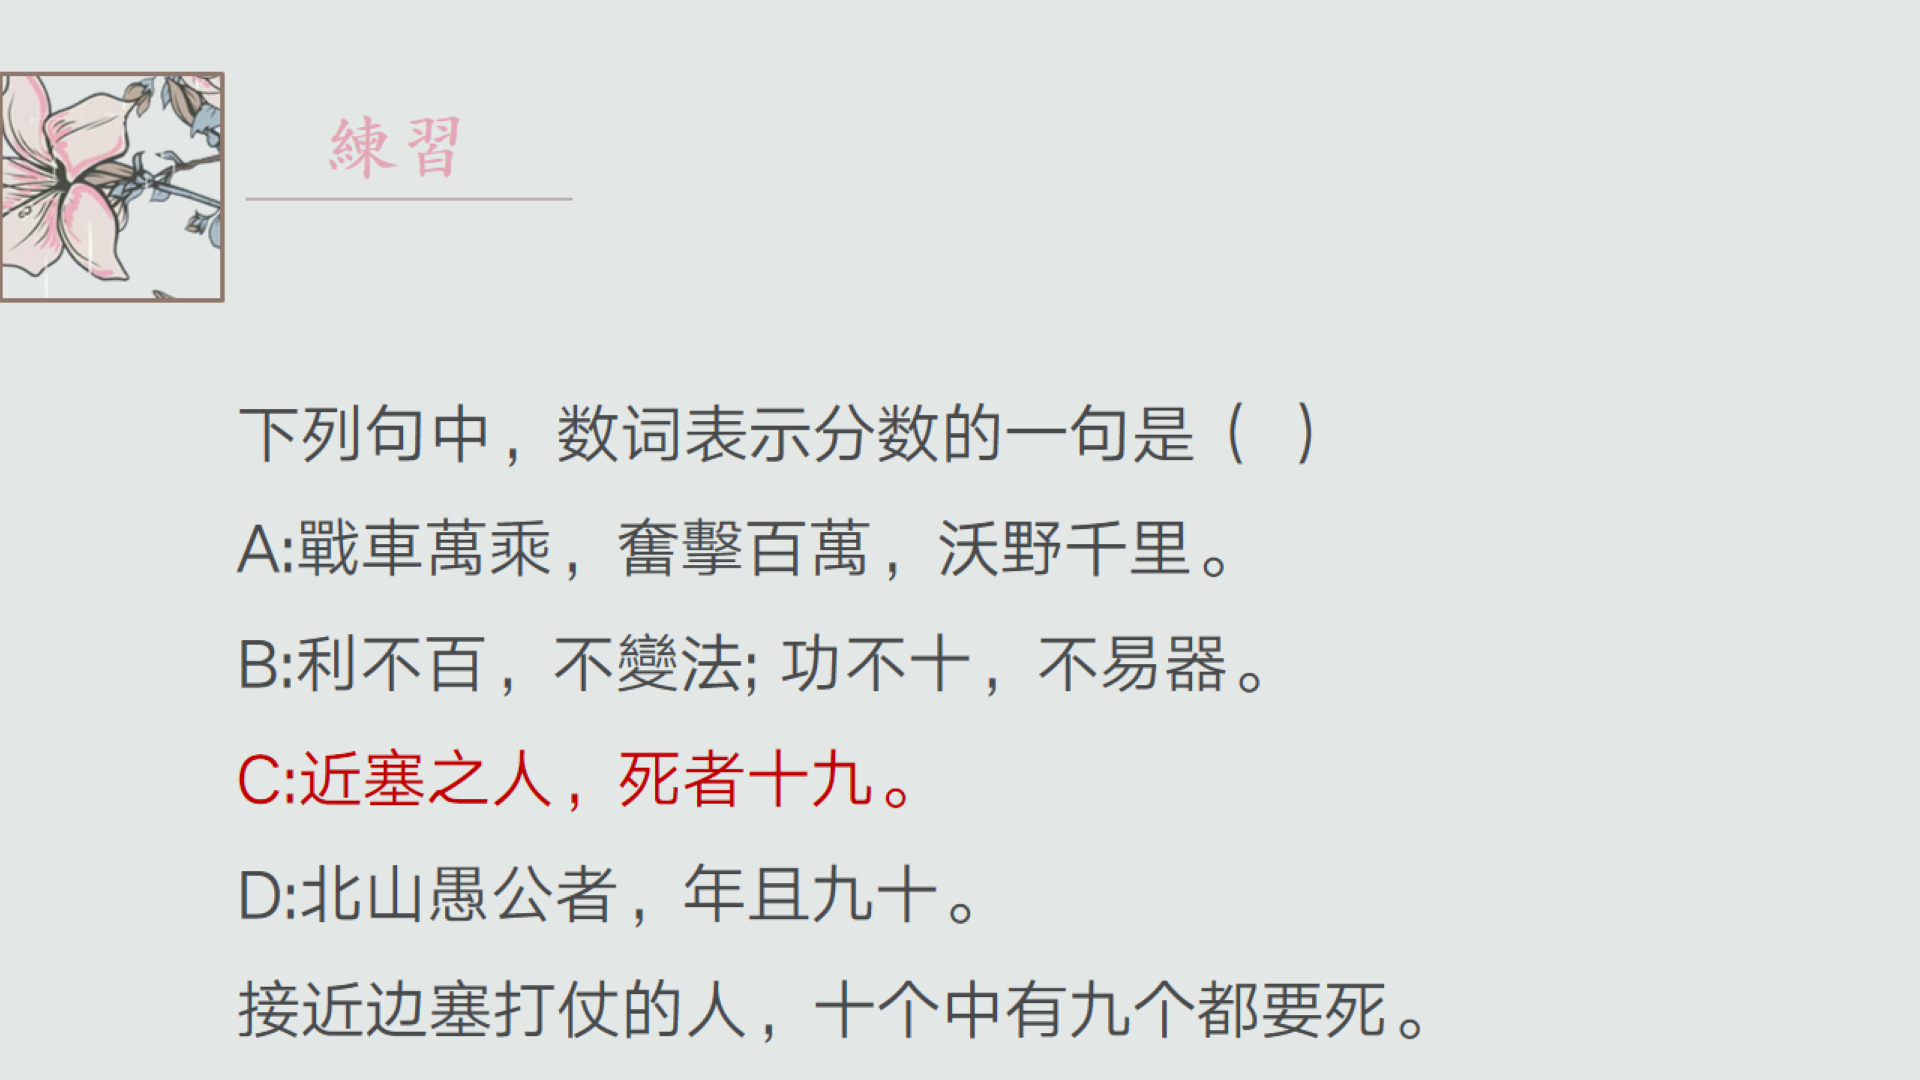 練習
下列句中，数词表示分数的一句是（ ）
A:戰車萬乘，奮擊百萬，沃野千里。
B:利不百，不變法; 功不十，不易器。
C:近塞之人，死者十九。
D:北山愚公者，年且九十。
接近边塞打仗的人，十个中有九个都要死。